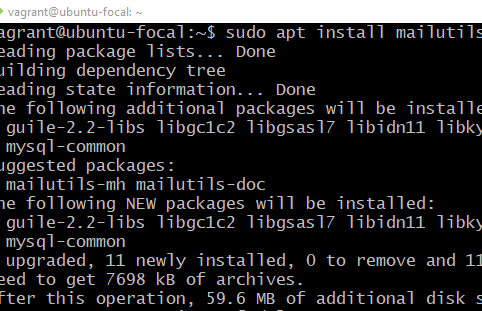 vagrant@ubuntu-focal: ~
vagrant@ubuntu-focal:~$ sudo apt install mailutils
eading package lists... Done
uilding dependency tree
eading state information... Done
he following additional packages will be installe
guile-2.2-libs libgc1c2 libgsasl7 libidn11 libky
mysql-common
uggested packages:
mailutils-mh mailutils-doc
he following NEW packages will be installed:
guile-2.2-libs libgc1c2 libgsasl7 libidn11 libky
mysql-common
upgraded, 11 newly installed, 0 to remove and 11
eed to get 7698 kB of archives.
fter this operation, 59.6 MB of additional disk s